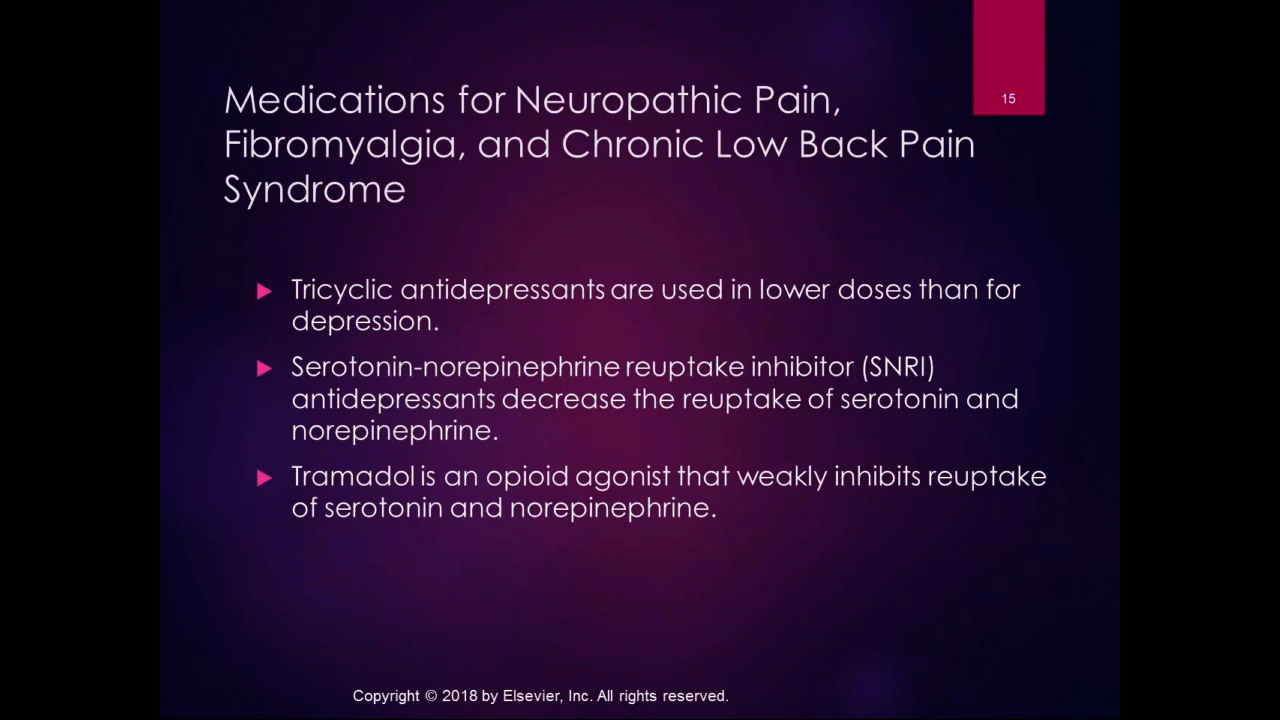 Medications for Neuropathic Pain,
Fibromyalgia, and Chronic Low Back Pain
Syndrome
15
Tricyclic antidepressants are used in lower doses than for
depression.
Serotonin-norepinephrine reuptake inhibitor (SNRI)
antidepressants decrease the reuptake of serotonin and
norepinephrine.
Tramadol is an opioid agonist that weakly inhibits reuptake
of serotonin and norepinephrine.
Copyright © 2018 by Elsevier, Inc. All rights reserved.